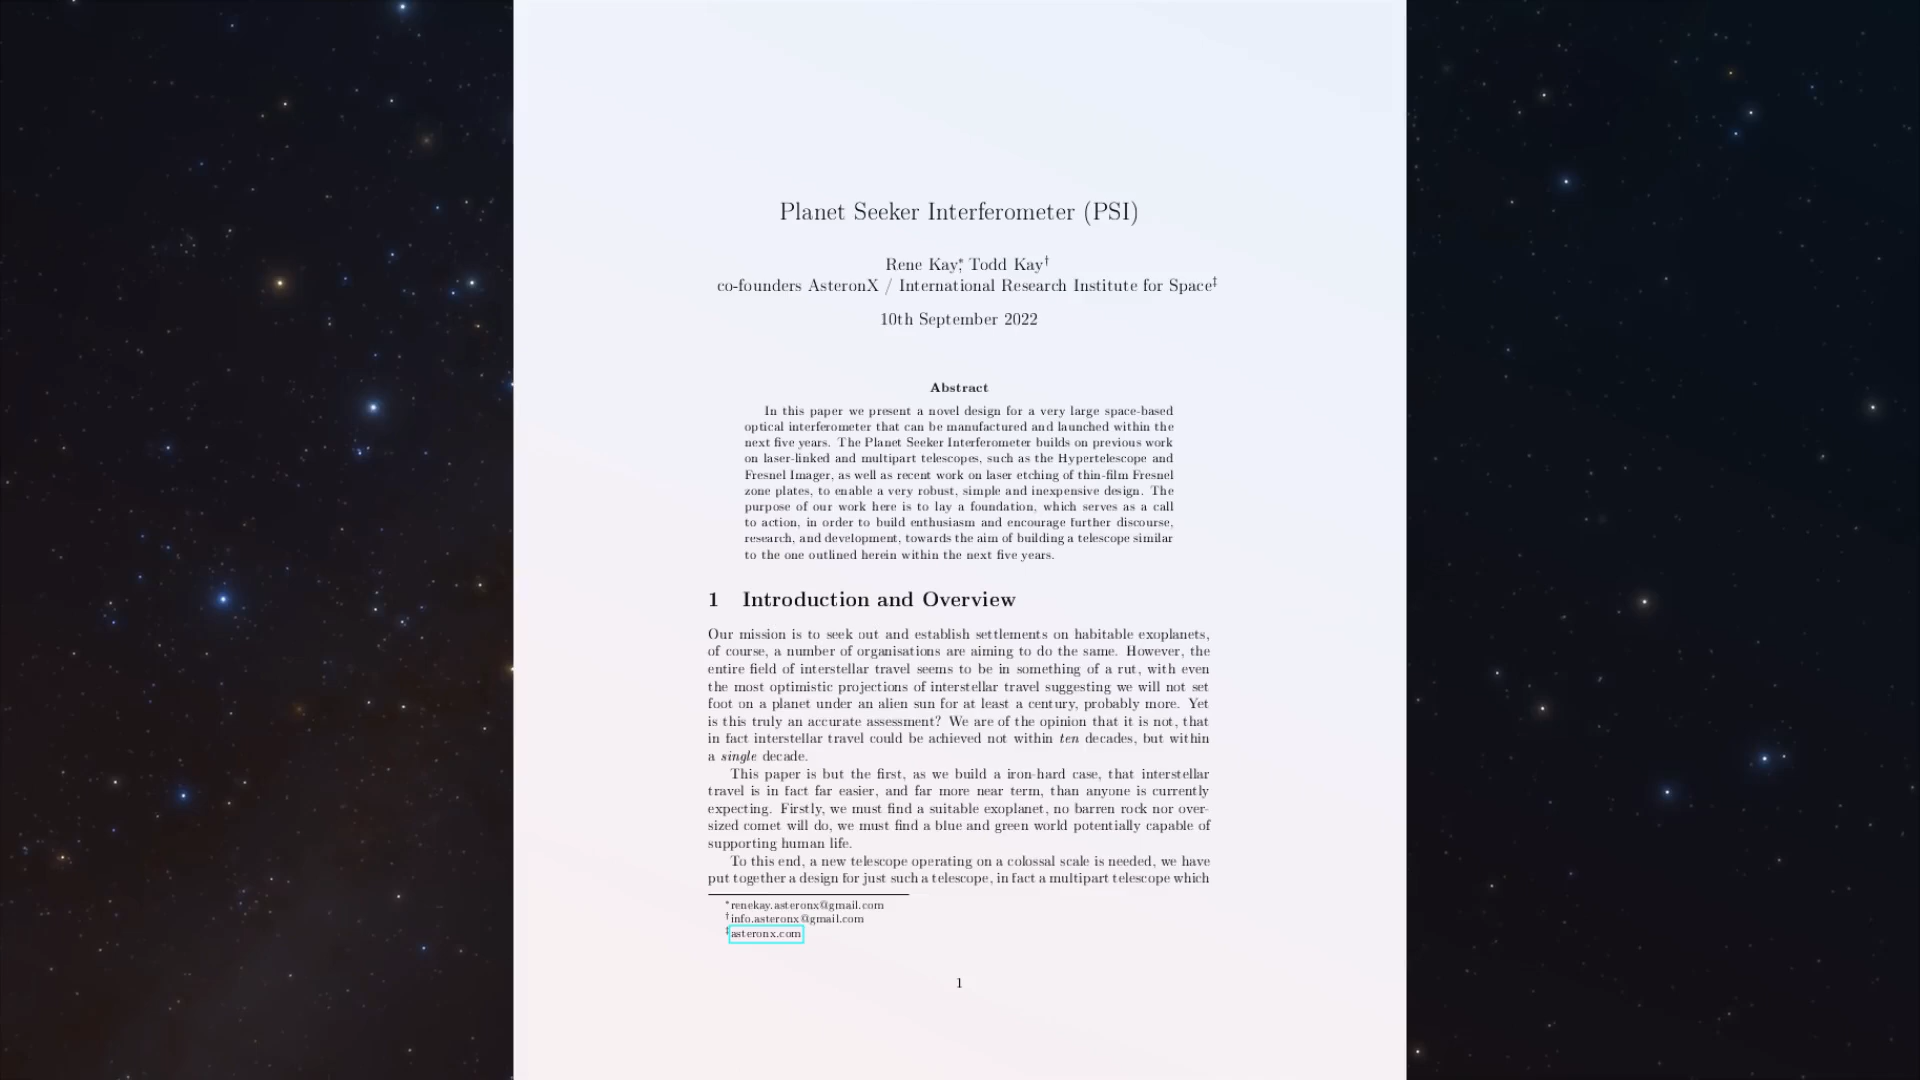 Planet Seeker Interferometer (PSI)
Rene Kay*, Todd Kay†
co-founders AsteronX / International Research Institute for Space‡
10th September 2022
Abstract
In this paper we present a novel design for a very large space-based
optical interferometer that can be manufactured and launched within the
next five years. The Planet Seeker Interferometer builds on previous work
on laser-linked and multipart telescopes, such as the Hypertelescope and
Fresnel Imager, as well as recent work on laser etching of thin-film Fresnel
zone plates, to enable a very robust, simple and inexpensive design. The
purpose of our work here is to lay a foundation, which serves as a call
to action, in order to build enthusiasm and encourage further discourse,
research, and development, towards the aim of building a telescope similar
to the one outlined herein within the next five years.
1 Introduction and Overview
Our mission is to seek out and establish settlements on habitable exoplanets,
of course, a number of organisations are aiming to do the same. However, the
entire field of interstellar travel seems to be in something of a rut, with even
the most optimistic projections of interstellar travel suggesting we will not set
foot on a planet under an alien sun for at least a century, probably more. Yet
is this truly an accurate assessment? We are of the opinion that it is not, that
in fact interstellar travel could be achieved not within ten decades, but within
a single decade.
This paper is but the first, as we build a iron-hard case, that interstellar
travel is in fact far easier, and far more near term, than anyone is currently
expecting. Firstly, we must find a suitable exoplanet, no barren rock nor over-
sized comet will do, we must find a blue and green world potentially capable of
supporting human life.
To this end, a new telescope operating on a colossal scale is needed, we have
put together a design for just such a telescope, in fact a multipart telescope which
*renekay.asteronx@gmail.com
†info.asteronx@gmail.com
‡asteronx.com
1